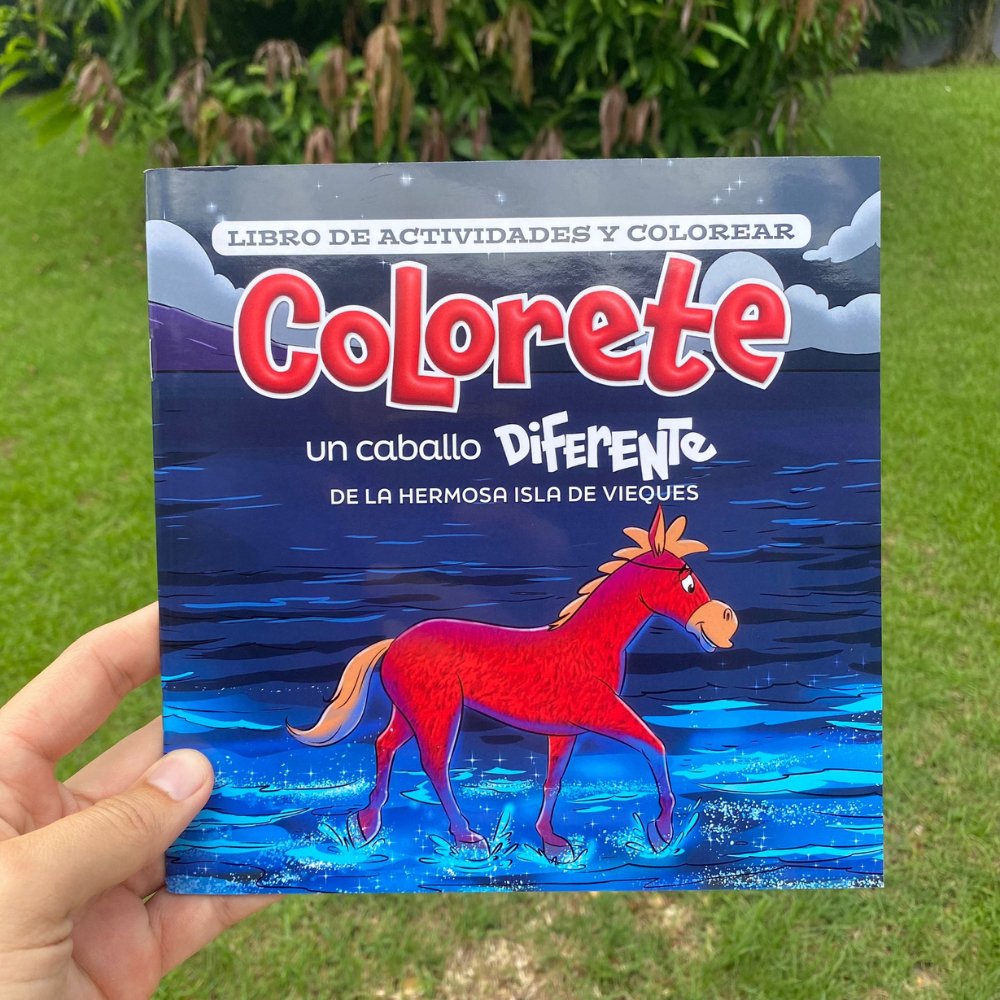 LIBRO DE ACTIVIDADES Y COLOREAR
Colorete
un caballo DiFerENTe
DE LA HERMOSA ISLA DE VIEQUES